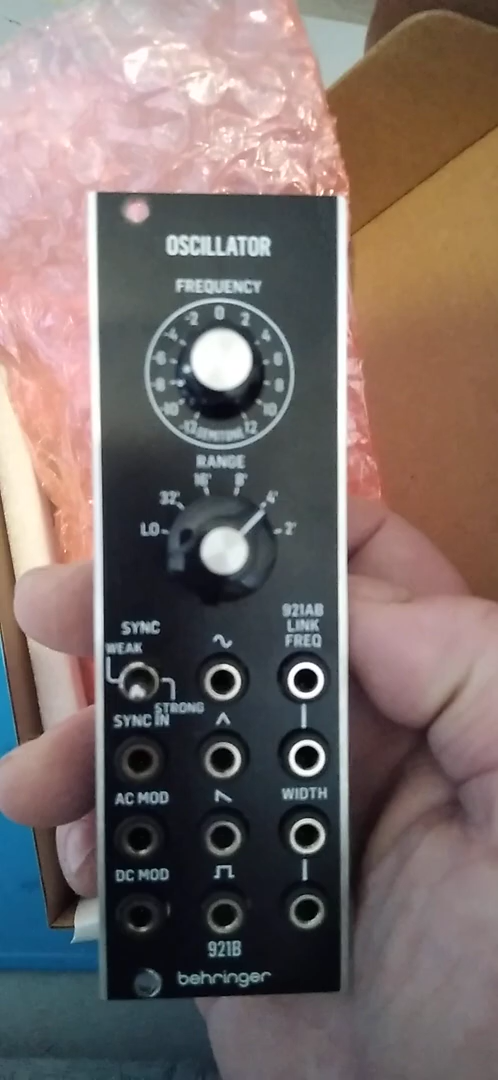 OSCILLATOR
FREQUENCY
-2 0 2
-4 4
-6 6
-8 8
-10 10
-12 SEMITONE 12
RANGE
16' 8'
32' 4'
LO 2'
SYNC
WEAK
STRONG
921AB
LINK
FREQ
SYNC IN
AC MOD
WIDTH
DC MOD
921B
behringer